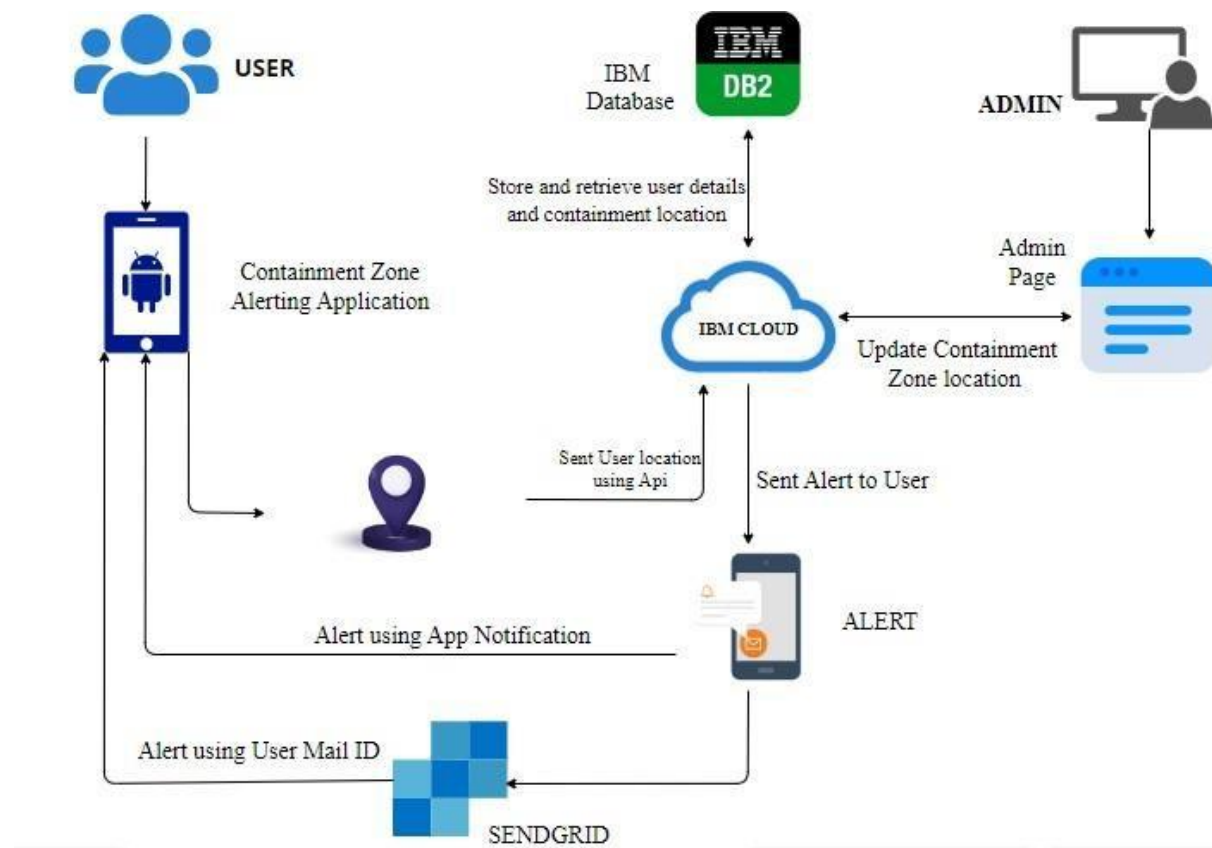 USER
IBM
Database
IBM
DB2
ADMIN
Store and retrieve user details
and containment location
Containment Zone
Alerting Application
IBM CLOUD
Admin
Page
Update Containment
Zone location
Sent User location
using Api
Sent Alert to User
Alert using App Notification
ALERT
Alert using User Mail ID
SENDGRID